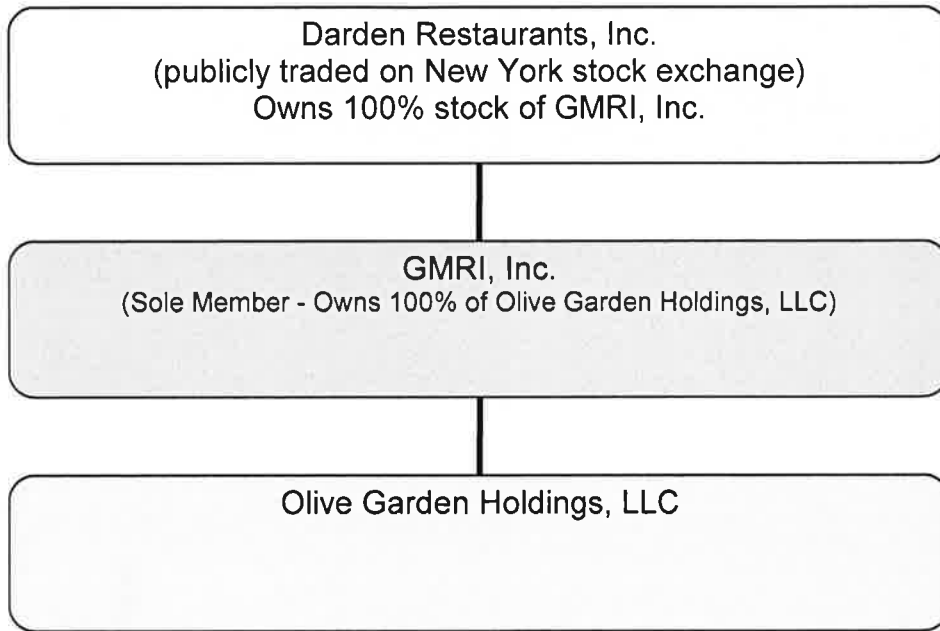 Darden Restaurants, Inc.
(publicly traded on New York stock exchange)
Owns 100% stock of GMRI, Inc.
GMRI, Inc.
(Sole Member - Owns 100% of Olive Garden Holdings, LLC)
Olive Garden Holdings, LLC